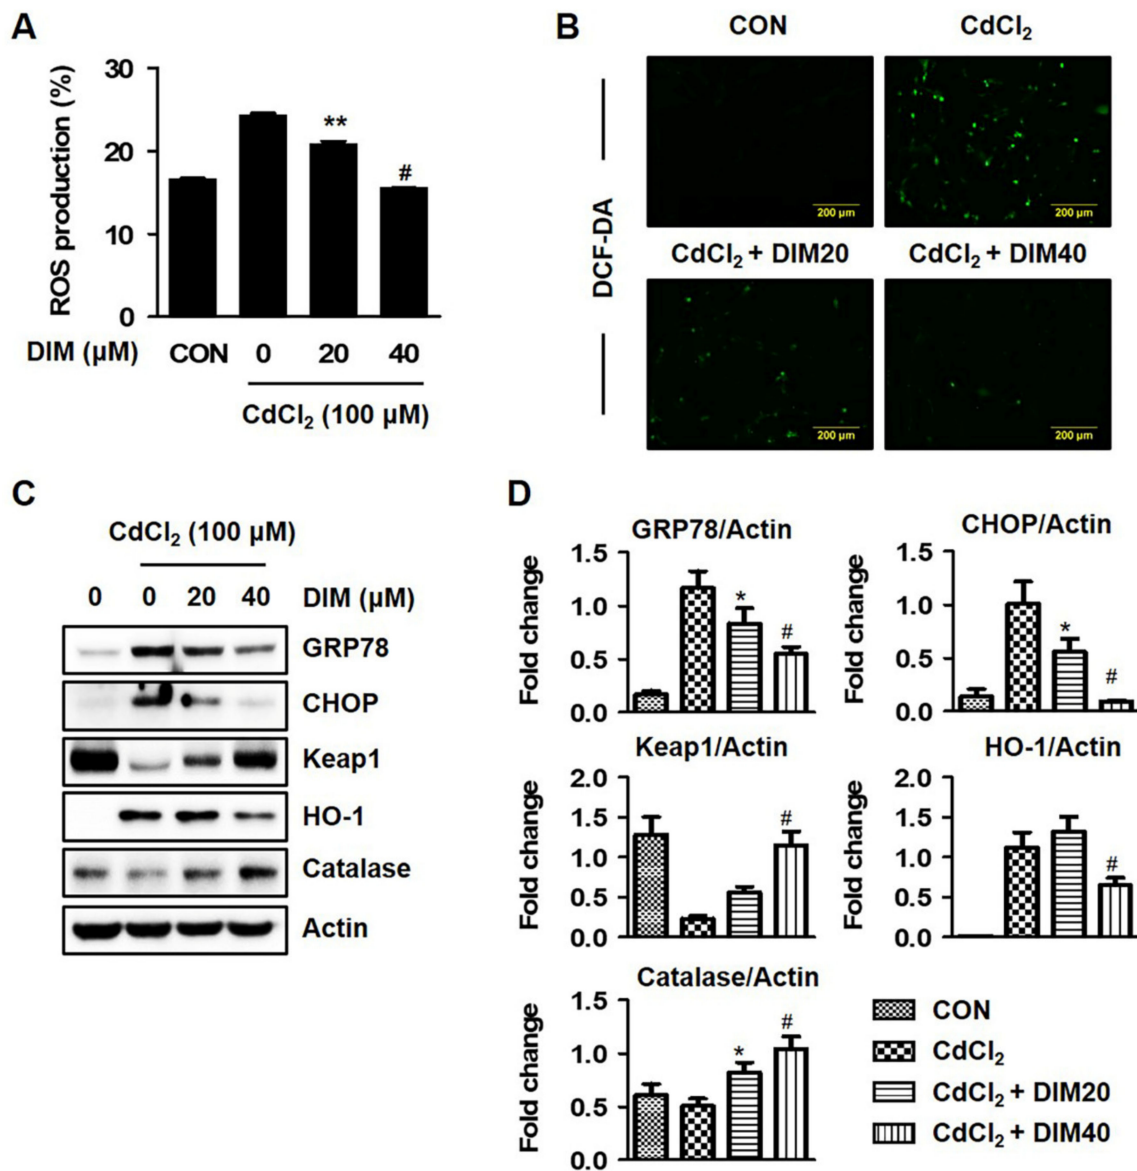 A
ROS production (%)
30
20
10
0
**
#
DIM (µM) CON 0 20 40
CdCl₂ (100 µM)
B
CON CdCl₂
DCF-DA
200 µm 200 µm
CdCl₂ + DIM20 CdCl₂ + DIM40
200 µm 200 µm
C
CdCl₂ (100 µM)
0 0 20 40 DIM (µM)
GRP78
CHOP
Keap1
HO-1
Catalase
Actin
D
GRP78/Actin
Fold change
1.5
1.0
0.5
0.0
*
#
CHOP/Actin
Fold change
1.5
1.0
0.5
0.0
*
#
Keap1/Actin
Fold change
2.0
1.5
1.0
0.5
0.0
#
HO-1/Actin
Fold change
2.0
1.5
1.0
0.5
0.0
#
Catalase/Actin
Fold change
1.5
1.0
0.5
0.0
*
#
CON
CdCl₂
CdCl₂ + DIM20
CdCl₂ + DIM40